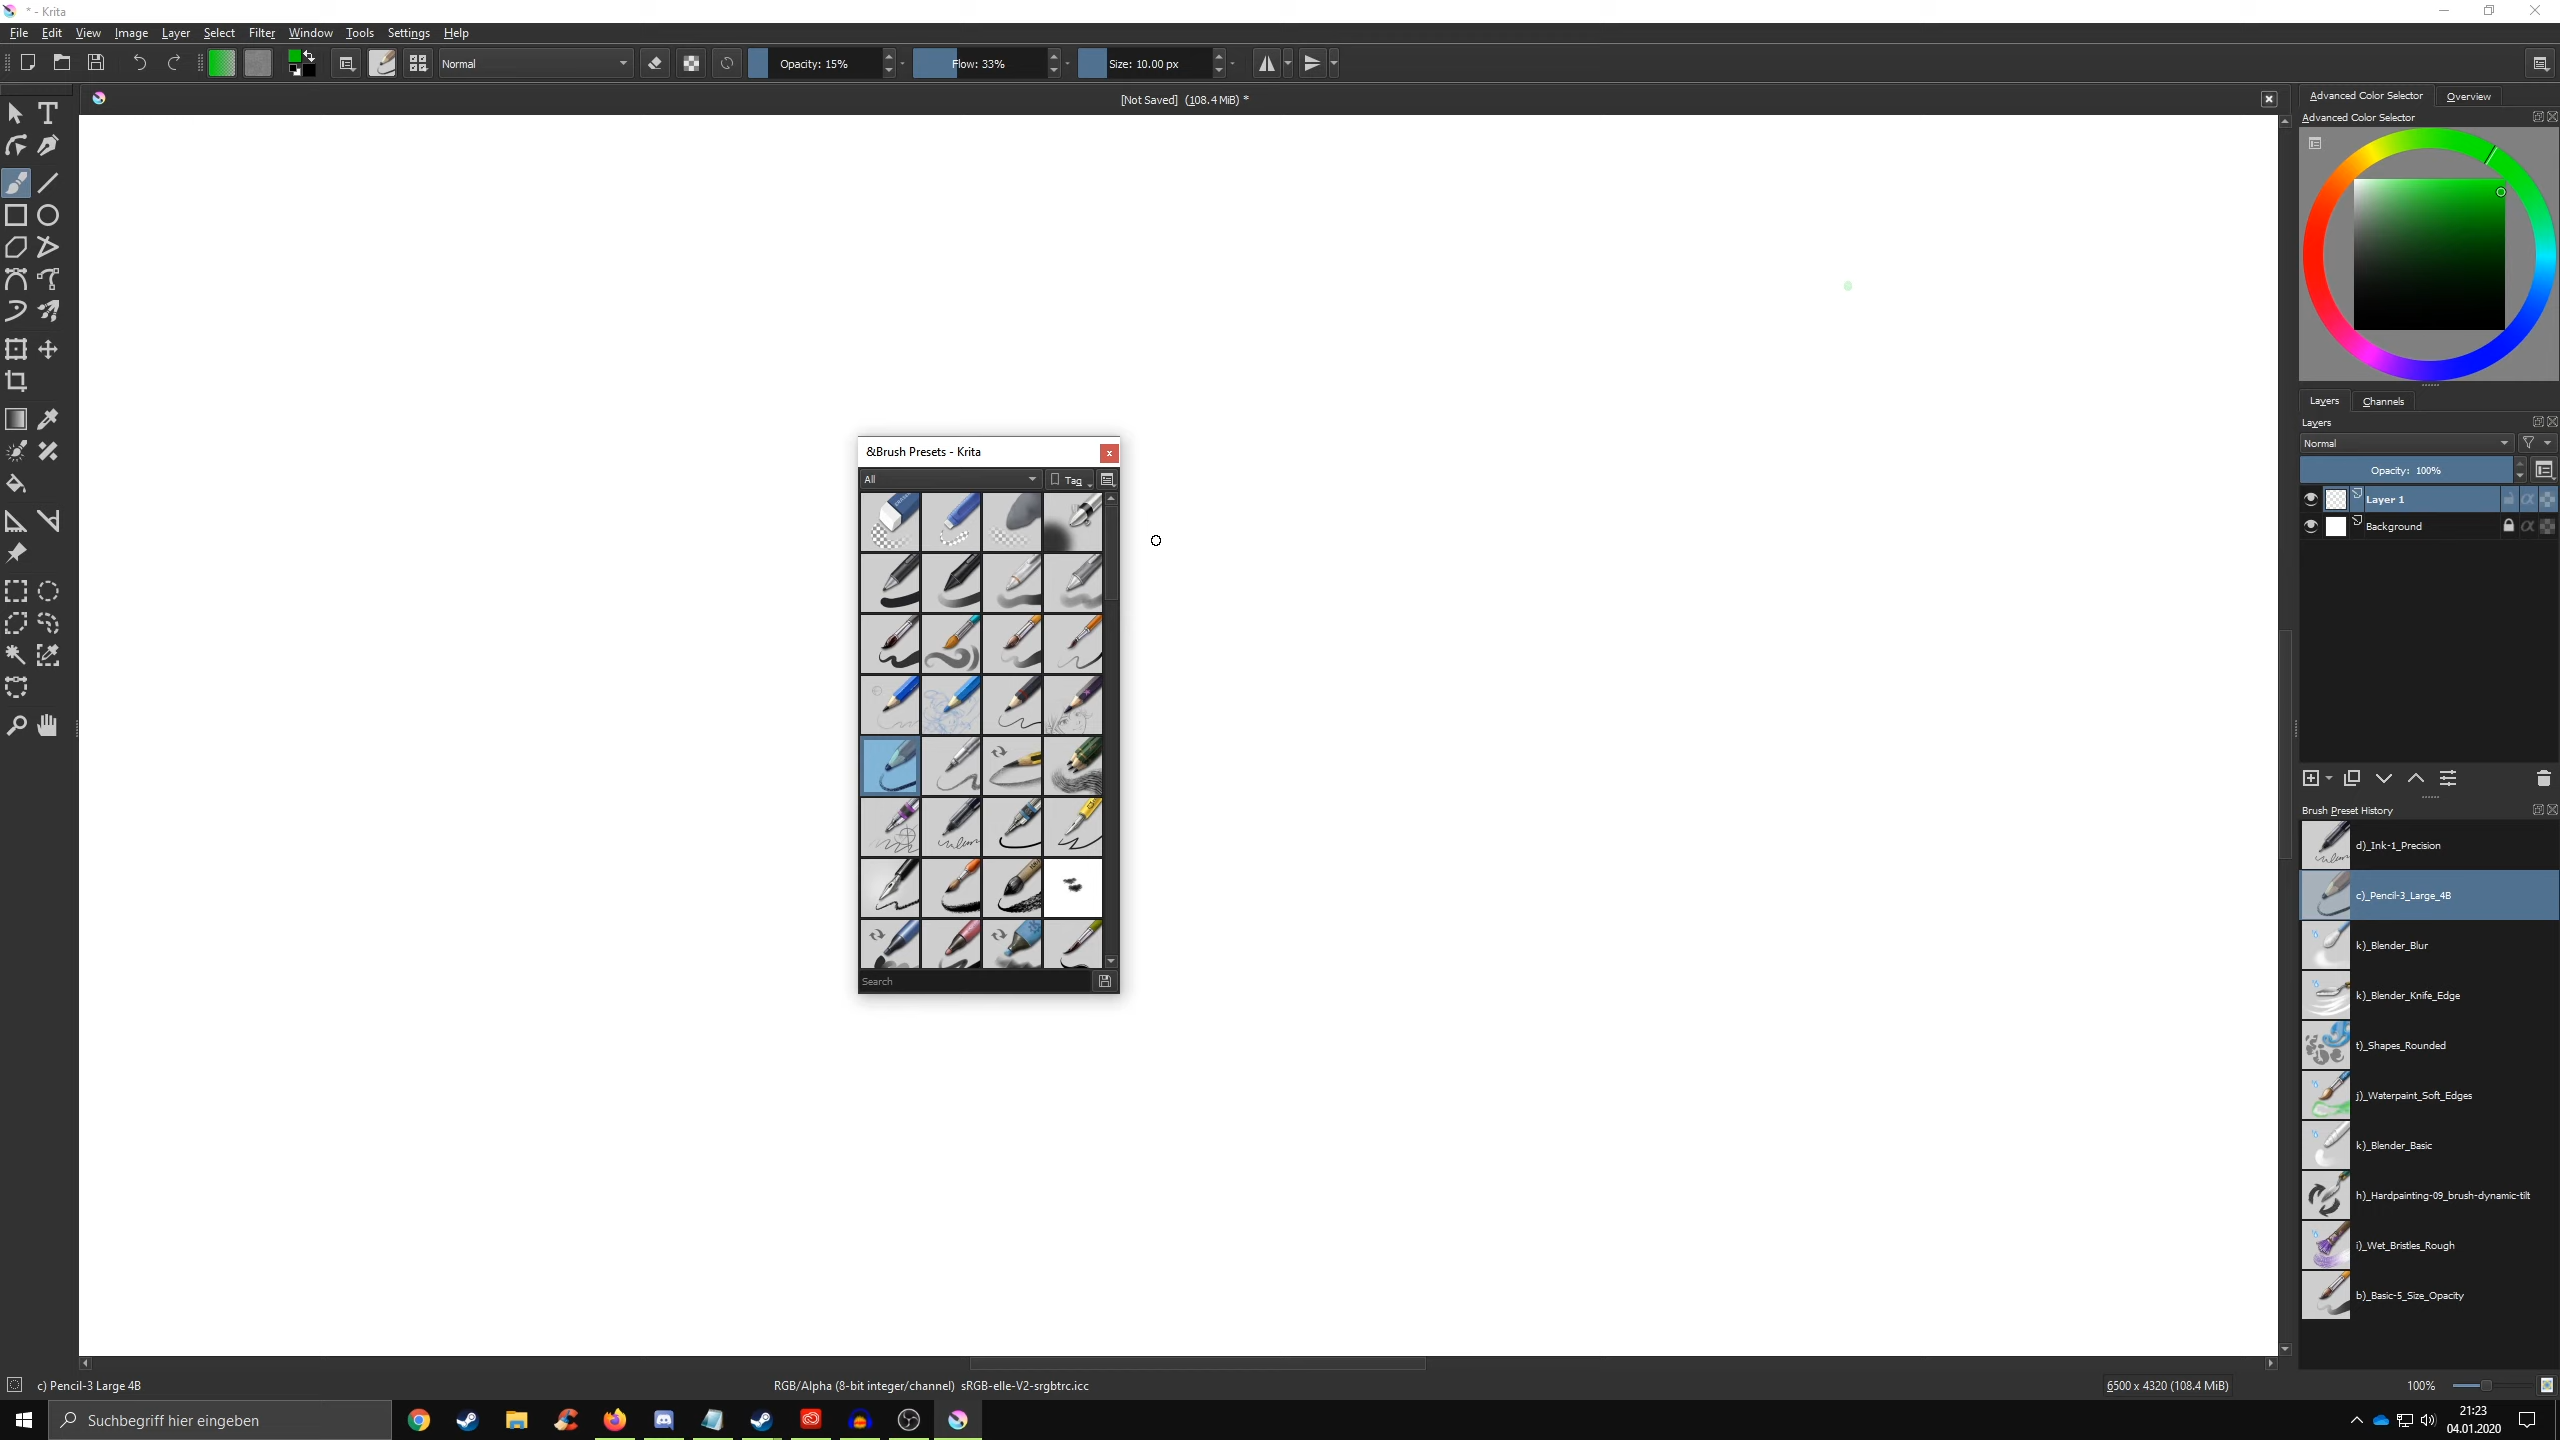 * - Krita
File Edit View Image Layer Select Filter Window Tools Settings Help
Normal Opacity: 15% Flow: 33% Size: 10.00 px
[Not Saved] (108.4 MiB) *
Advanced Color Selector Overview
Advanced Color Selector
Layers Channels
Layers
Normal
Opacity: 100%
Layer 1
Background
&Brush Presets - Krita
All Tag
Search
Brush Preset History
d)_Ink-1_Precision
c)_Pencil-3_Large_4B
k)_Blender_Blur
k)_Blender_Knife_Edge
t)_Shapes_Rounded
j)_Waterpaint_Soft_Edges
k)_Blender_Basic
h)_Hardpainting-09_brush-dynamic-tilt
i)_Wet_Bristles_Rough
b)_Basic-5_Size_Opacity
c) Pencil-3 Large 4B RGB/Alpha (8-bit integer/channel) sRGB-elle-V2-srgbtrc.icc 6500 x 4320 (108.4 MiB) 100%
Suchbegriff hier eingeben
21:23
04.01.2020